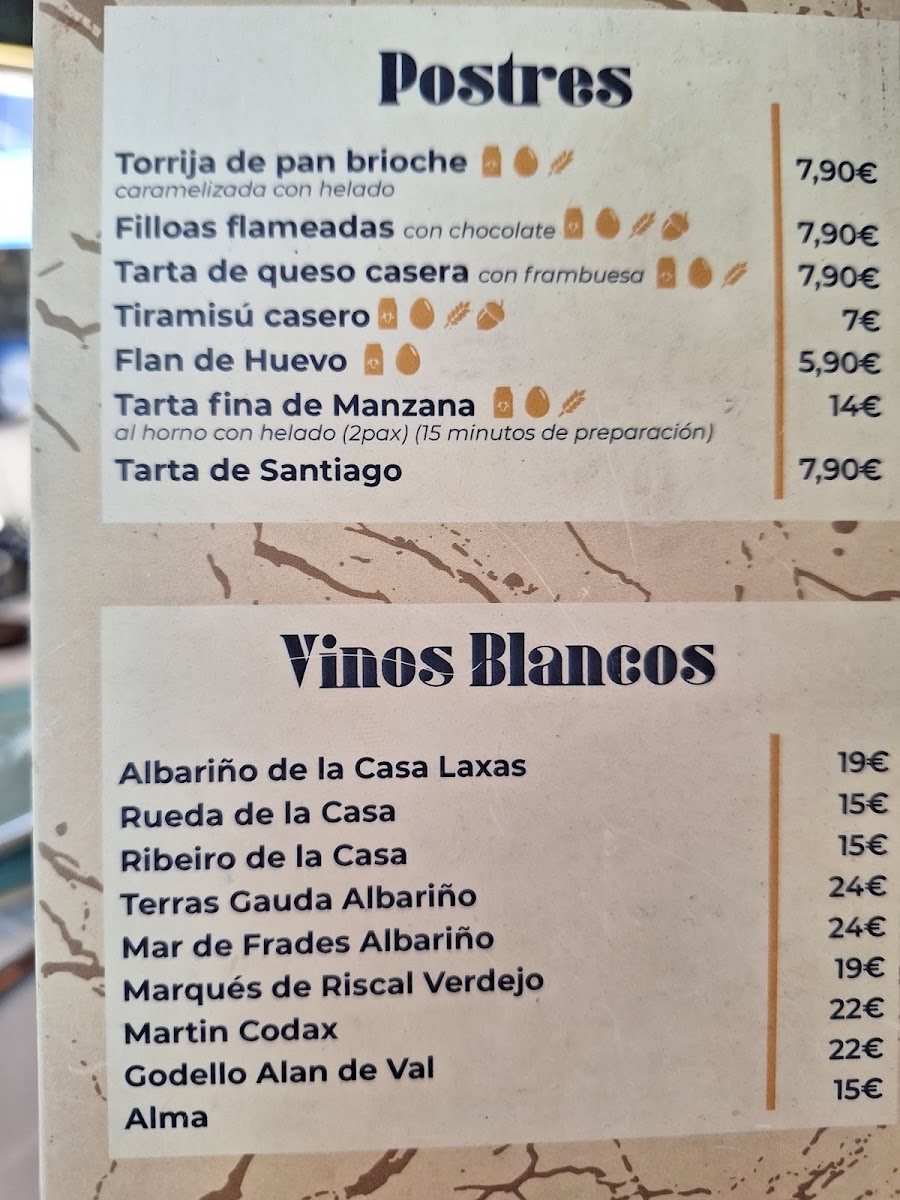 Postres
Torrija de pan brioche 7,90€
caramelizada con helado
Filloas flameadas con chocolate 7,90€
Tarta de queso casera con frambuesa 7,90€
Tiramisú casero 7€
Flan de Huevo 5,90€
Tarta fina de Manzana 14€
al horno con helado (2pax) (15 minutos de preparación)
Tarta de Santiago 7,90€
Vinos Blancos
Albariño de la Casa Laxas 19€
Rueda de la Casa 15€
Ribeiro de la Casa 15€
Terras Gauda Albariño 24€
Mar de Frades Albariño 24€
Marqués de Riscal Verdejo 19€
Martin Codax 22€
Godello Alan de Val 22€
Alma 15€